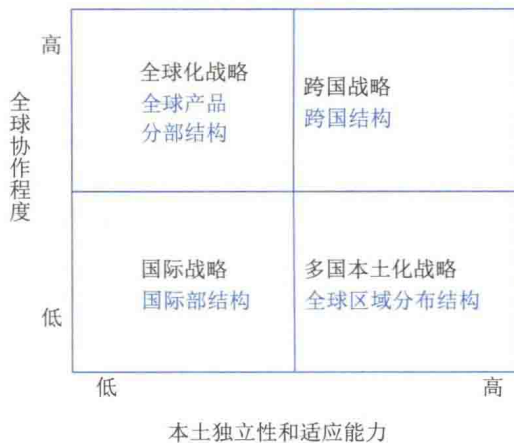 高
全球化战略
全球产品
分部结构
跨国战略
跨国结构
全球协作程度
国际战略
国际部结构
多国本土化战略
全球区域分布结构
低
低
高
本土独立性和适应能力